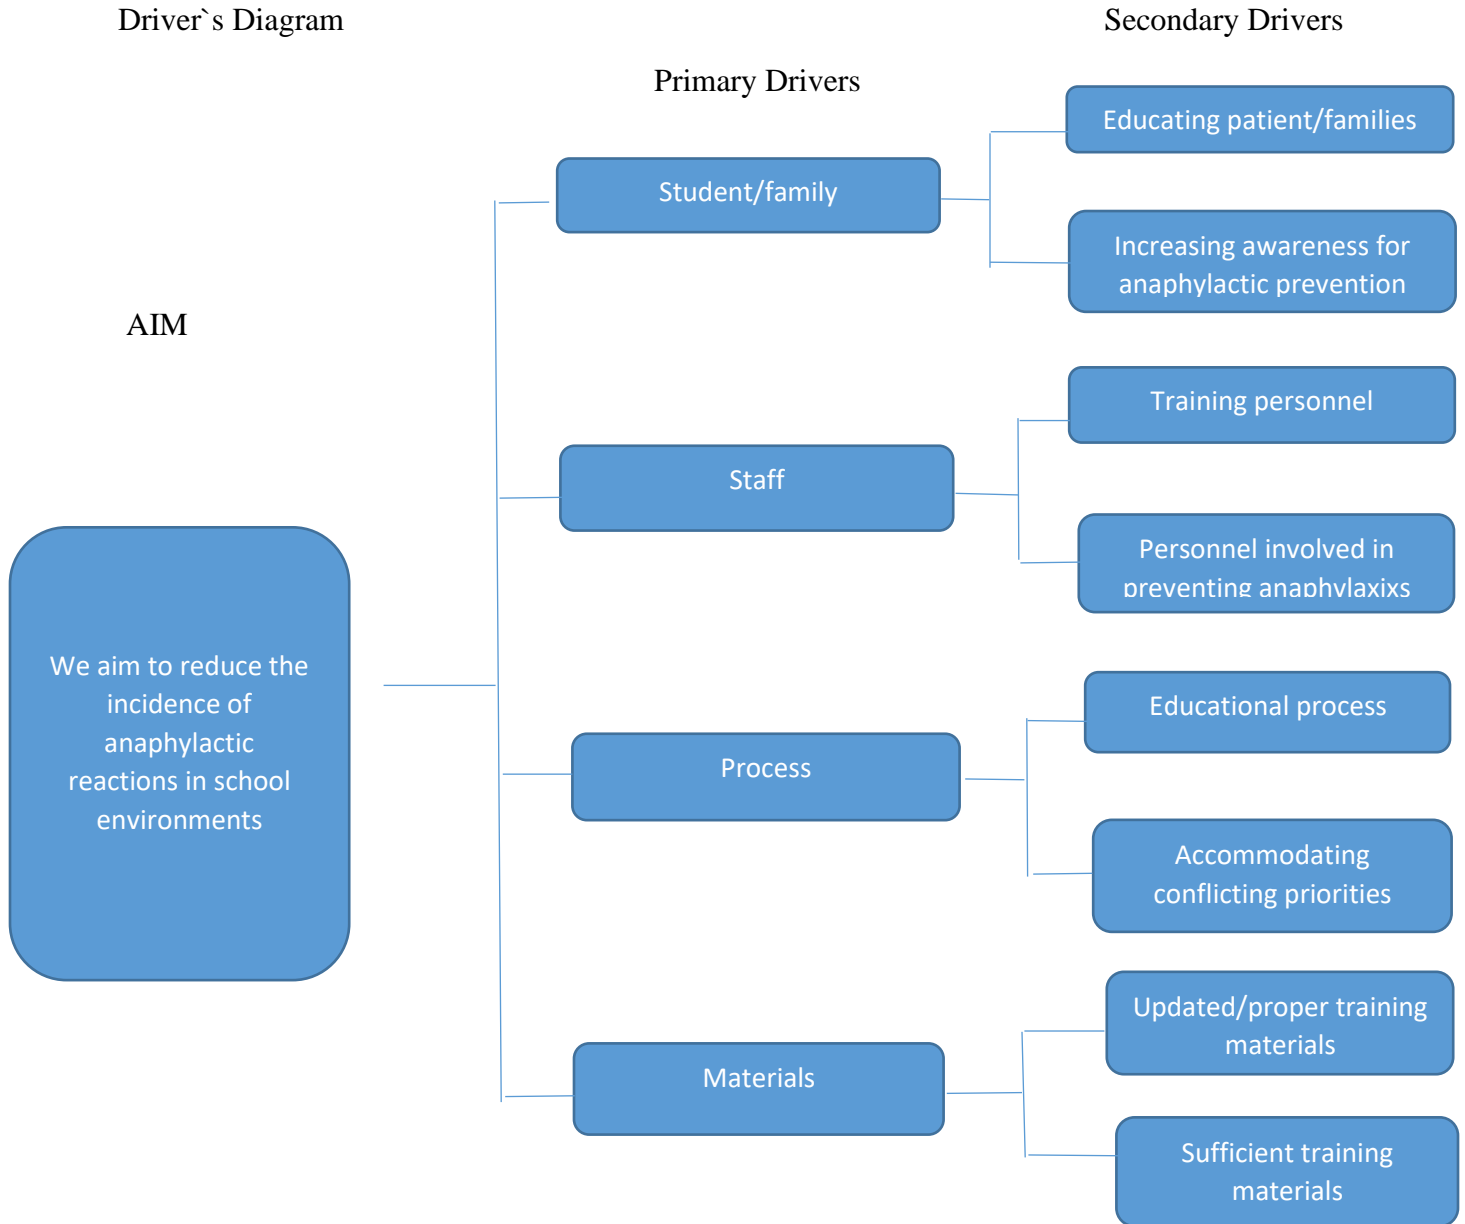 Driver`s Diagram
Secondary Drivers
Primary Drivers
Educating patient/families
Student/family
Increasing awareness for
anaphylactic prevention
AIM
Training personnel
Staff
Personnel involved in
preventing anaphylaxixs
We aim to reduce the
incidence of
anaphylactic
reactions in school
environments
Educational process
Process
Accommodating
conflicting priorities
Updated/proper training
materials
Materials
Sufficient training
materials